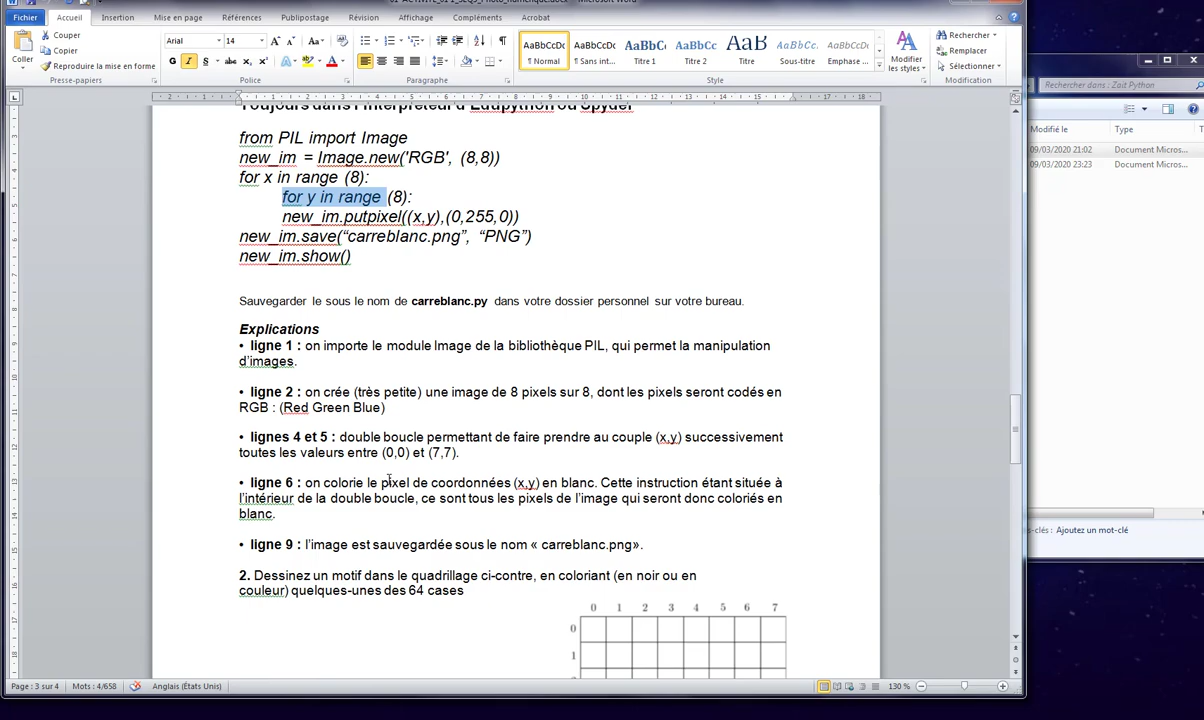 Fichier Accueil Insertion Mise en page Références Publipostage Révision Affichage Compléments Acrobat
Couper
Copier
Reproduire la mise en forme
Coller
Arial 14
G I S abc x₂ x²
AaBbCcDc AaBbCcDc AaBbC AaBbCc AaB AaBbCcL AaBbCcDc
¶ Normal ¶ Sans int... Titre 1 Titre 2 Titre Sous-titre Emphase ...
Modifier les styles
Rechercher
Remplacer
Sélectionner
Presse-papiers Police Paragraphe Style Modification
Toujours dans l'interpréteur d'Edupython ou Spyder
from PIL import Image
new_im = Image.new('RGB', (8,8))
for x in range (8):
for y in range (8):
new_im.putpixel((x,y),(0,255,0))
new_im.save(“carreblanc.png”, “PNG”)
new_im.show()
Sauvegarder le sous le nom de carreblanc.py dans votre dossier personnel sur votre bureau.
Explications
• ligne 1 : on importe le module Image de la bibliothèque PIL, qui permet la manipulation
d’images.
• ligne 2 : on crée (très petite) une image de 8 pixels sur 8, dont les pixels seront codés en
RGB : (Red Green Blue)
• lignes 4 et 5 : double boucle permettant de faire prendre au couple (x,y) successivement
toutes les valeurs entre (0,0) et (7,7).
• ligne 6 : on colorie le pixel de coordonnées (x,y) en blanc. Cette instruction étant située à
l’intérieur de la double boucle, ce sont tous les pixels de l’image qui seront donc coloriés en
blanc.
• ligne 9 : l’image est sauvegardée sous le nom « carreblanc.png».
2. Dessinez un motif dans le quadrillage ci-contre, en coloriant (en noir ou en
couleur) quelques-unes des 64 cases
0 1 2 3 4 5 6 7
0
1
Page : 3 sur 4 Mots : 4/658 Anglais (États Unis) 130 %
Rechercher dans : Zait Python
Modifié le Type
09/03/2020 21:02 Document Micros...
09/03/2020 23:23 Document Micros...
-clés : Ajoutez un mot-clé